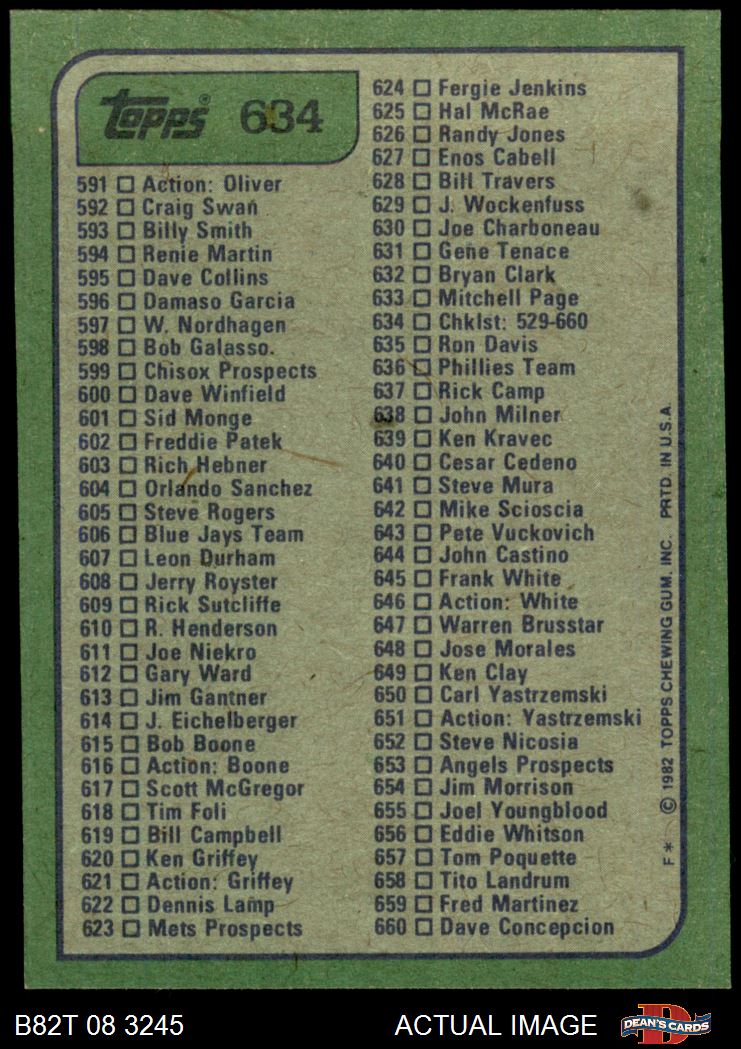 Topps® 634
591 □ Action: Oliver
592 □ Craig Swan
593 □ Billy Smith
594 □ Renie Martin
595 □ Dave Collins
596 □ Damaso Garcia
597 □ W. Nordhagen
598 □ Bob Galasso.
599 □ Chisox Prospects
600 □ Dave Winfield
601 □ Sid Monge
602 □ Freddie Patek
603 □ Rich Hebner
604 □ Orlando Sanchez
605 □ Steve Rogers
606 □ Blue Jays Team
607 □ Leon Durham
608 □ Jerry Royster
609 □ Rick Sutcliffe
610 □ R. Henderson
611 □ Joe Niekro
612 □ Gary Ward
613 □ Jim Gantner
614 □ J. Eichelberger
615 □ Bob Boone
616 □ Action: Boone
617 □ Scott McGregor
618 □ Tim Foli
619 □ Bill Campbell
620 □ Ken Griffey
621 □ Action: Griffey
622 □ Dennis Lamp
623 □ Mets Prospects
624 □ Fergie Jenkins
625 □ Hal McRae
626 □ Randy Jones
627 □ Enos Cabell
628 □ Bill Travers
629 □ J. Wockenfuss
630 □ Joe Charboneau
631 □ Gene Tenace
632 □ Bryan Clark
633 □ Mitchell Page
634 □ Chklst: 529-660
635 □ Ron Davis
636 □ Phillies Team
637 □ Rick Camp
638 □ John Milner
639 □ Ken Kravec
640 □ Cesar Cedeno
641 □ Steve Mura
642 □ Mike Scioscia
643 □ Pete Vuckovich
644 □ John Castino
645 □ Frank White
646 □ Action: White
647 □ Warren Brusstar
648 □ Jose Morales
649 □ Ken Clay
650 □ Carl Yastrzemski
651 □ Action: Yastrzemski
652 □ Steve Nicosia
653 □ Angels Prospects
654 □ Jim Morrison
655 □ Joel Youngblood
656 □ Eddie Whitson
657 □ Tom Poquette
658 □ Tito Landrum
659 □ Fred Martinez
660 □ Dave Concepcion
F* © 1982 TOPPS CHEWING GUM, INC. PRTD. IN U.S.A.
B82T 08 3245 ACTUAL IMAGE D DEAN'S CARDS